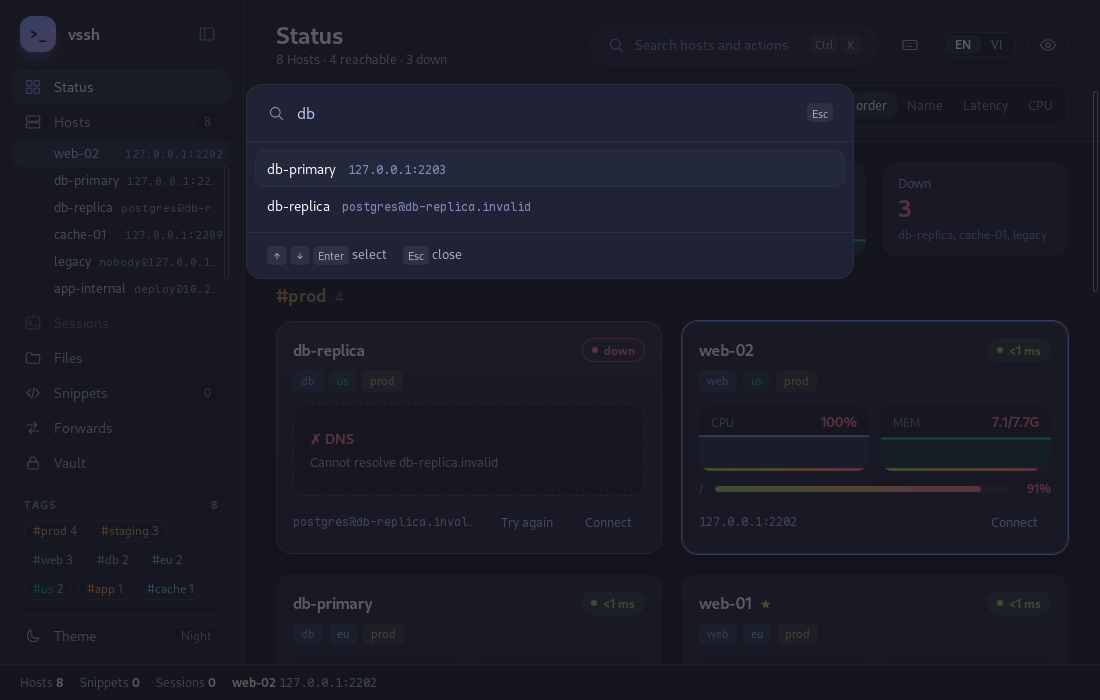 >_ vssh
Status
Hosts 8
web-02 127.0.0.1:2202
db-primary 127.0.0.1:22…
db-replica postgres@db-r…
cache-01 127.0.0.1:2209
legacy nobody@127.0.0.1…
app-internal deploy@10.2…
Sessions
Files
Snippets 0
Forwards
Vault
TAGS 8
#prod 4 #staging 3
#web 3 #db 2 #eu 2
#us 2 #app 1 #cache 1
Theme Night
Status
8 Hosts · 4 reachable · 3 down
Search hosts and actions Ctrl K
EN VI
order Name Latency CPU
db Esc
db-primary 127.0.0.1:2203
db-replica postgres@db-replica.invalid
↑ ↓ Enter select Esc close
Down
3
db-replica, cache-01, legacy
#prod 4
db-replica down
db us prod
✗ DNS
Cannot resolve db-replica.invalid
postgres@db-replica.inval… Try again Connect
web-02 <1 ms
web us prod
CPU 100% MEM 7.1/7.7G
/ 91%
127.0.0.1:2202 Connect
db-primary <1 ms
db eu prod
web-01 ★ <1 ms
web eu prod
Hosts 8 Snippets 0 Sessions 0 web-02 127.0.0.1:2202